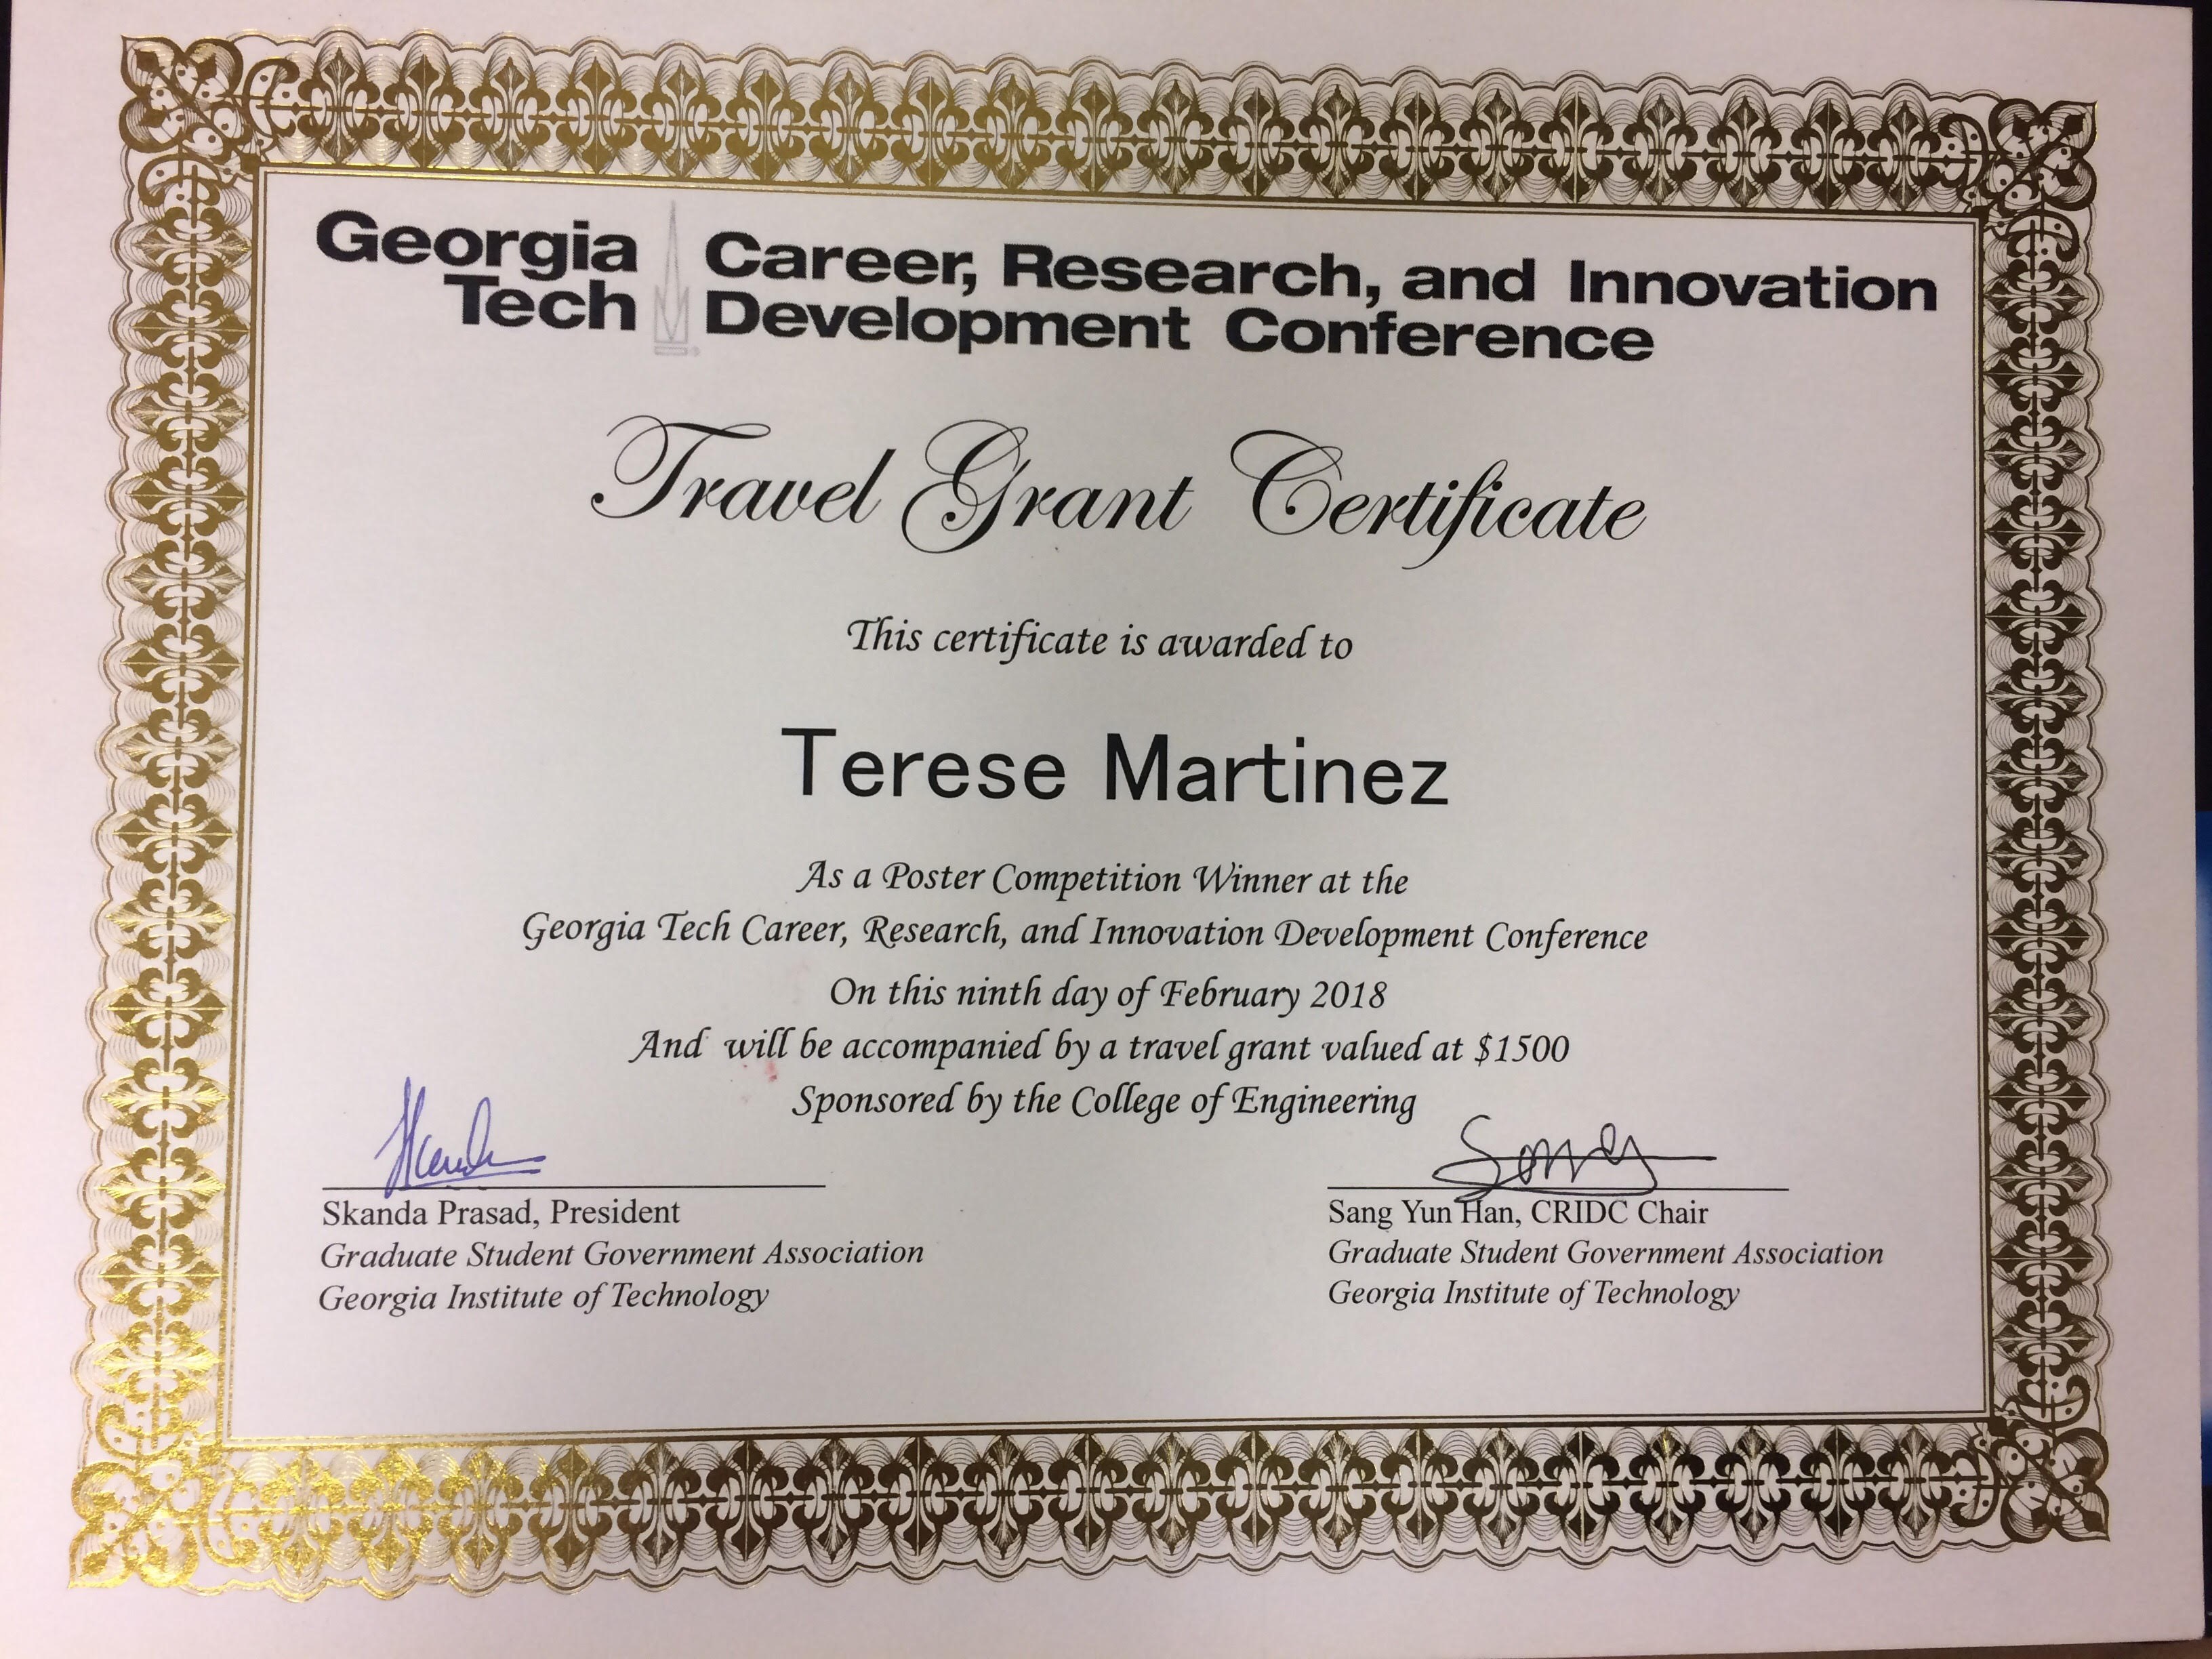 Georgia Tech
Career, Research, and Innovation
Development Conference
Travel Grant Certificate
This certificate is awarded to
Terese Martinez
As a Poster Competition Winner at the
Georgia Tech Career, Research, and Innovation Development Conference
On this ninth day of February 2018
And will be accompanied by a travel grant valued at $1500
Sponsored by the College of Engineering
Skanda Prasad, President
Graduate Student Government Association
Georgia Institute of Technology
Sang Yun Han, CRIDC Chair
Graduate Student Government Association
Georgia Institute of Technology